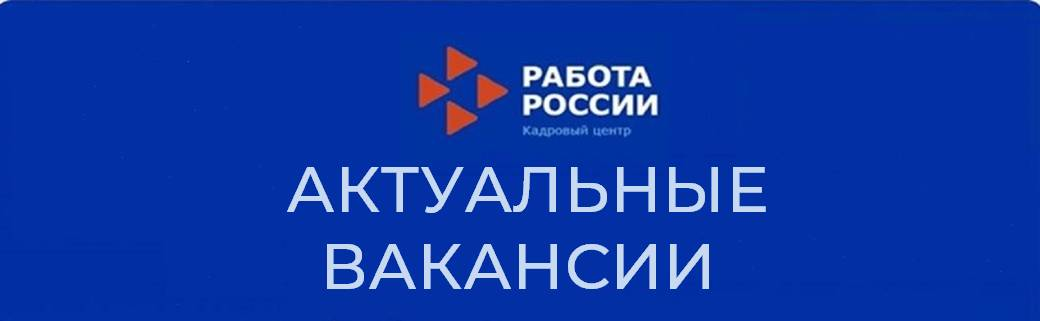 РАБОТА
РОССИИ
Кадровый центр
АКТУАЛЬНЫЕ
ВАКАНСИИ